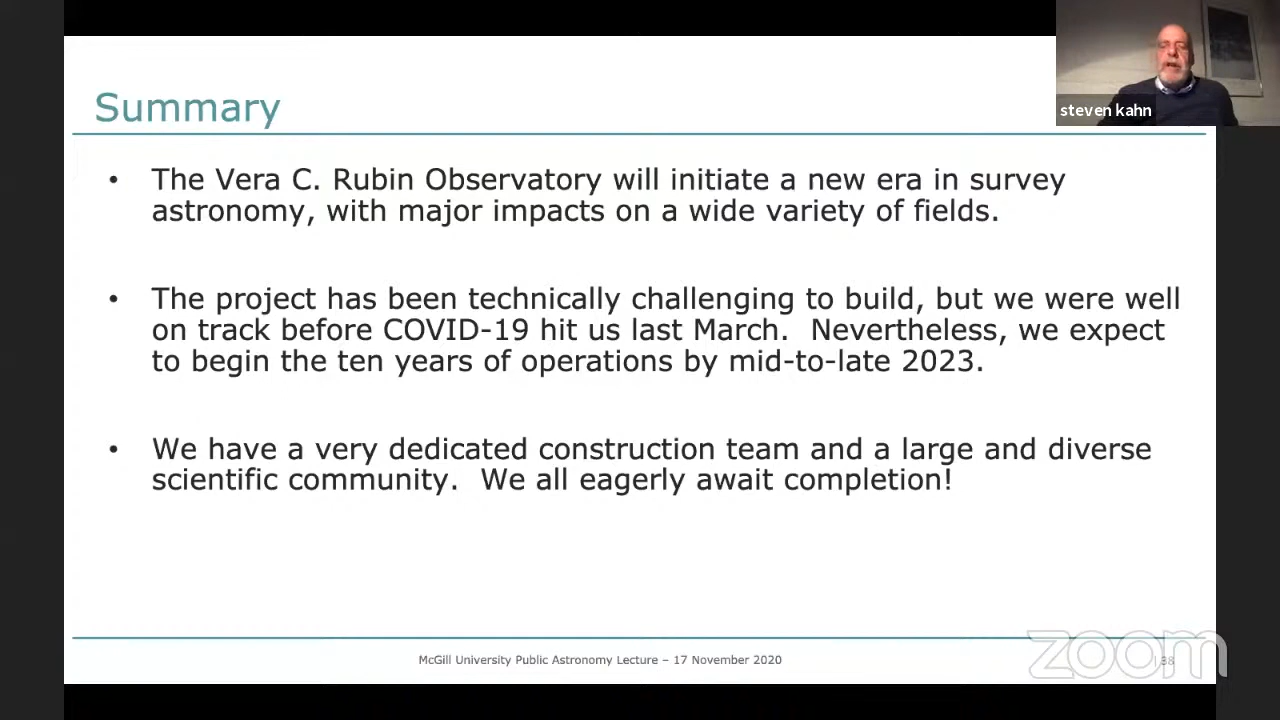 steven kahn
Summary
• The Vera C. Rubin Observatory will initiate a new era in survey
astronomy, with major impacts on a wide variety of fields.
• The project has been technically challenging to build, but we were well
on track before COVID-19 hit us last March.  Nevertheless, we expect
to begin the ten years of operations by mid-to-late 2023.
• We have a very dedicated construction team and a large and diverse
scientific community.  We all eagerly await completion!
McGill University Public Astronomy Lecture – 17 November 2020
| 38
zoom